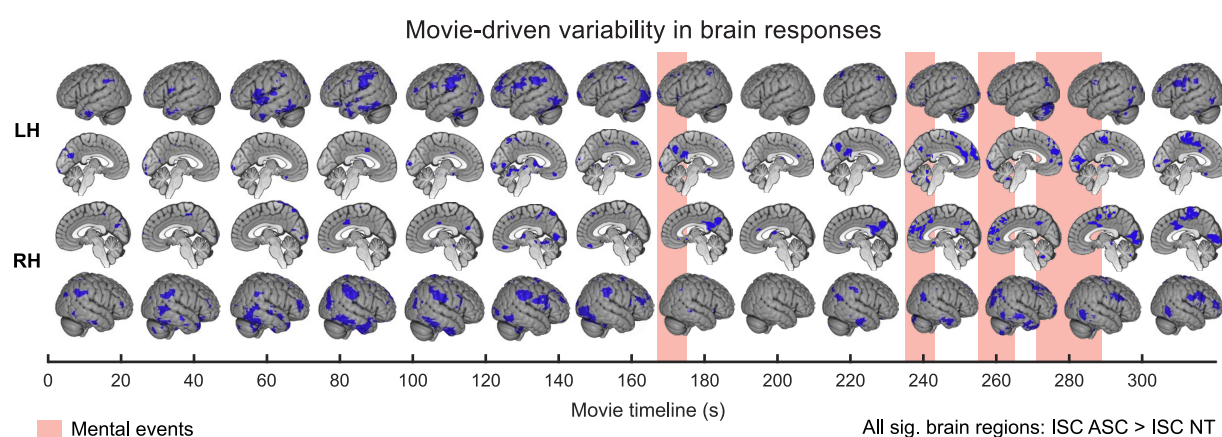 Movie-driven variability in brain responses
LH
RH
0 20 40 60 80 100 120 140 160 180 200 220 240 260 280 300
Movie timeline (s)
Mental events
All sig. brain regions: ISC ASC > ISC NT